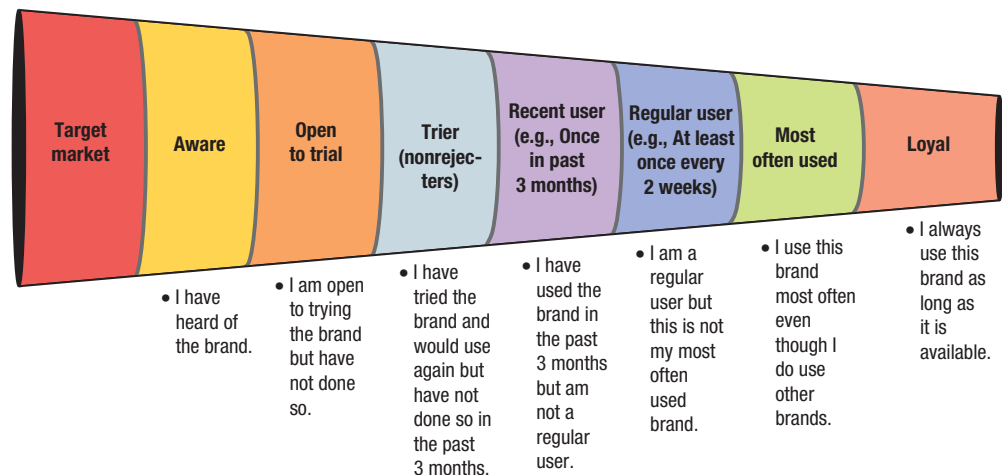 Target
market
Aware
Open
to trial
Trier
(nonrejec-
ters)
Recent user
(e.g., Once
in past
3 months)
Regular user
(e.g., At least
once every
2 weeks)
Most
often used
Loyal
• I have
heard of
the brand.
• I am open
to trying
the brand
but have
not done
so.
• I have
tried the
brand and
would use
again but
have not
done so in
the past
3 months.
• I have
used the
brand in
the past
3 months
but am
not a
regular
user.
• I am a
regular
user but
this is not
my most
often
used
brand.
• I use this
brand
most often
even
though I
do use
other
brands.
• I always
use this
brand as
long as
it is
available.